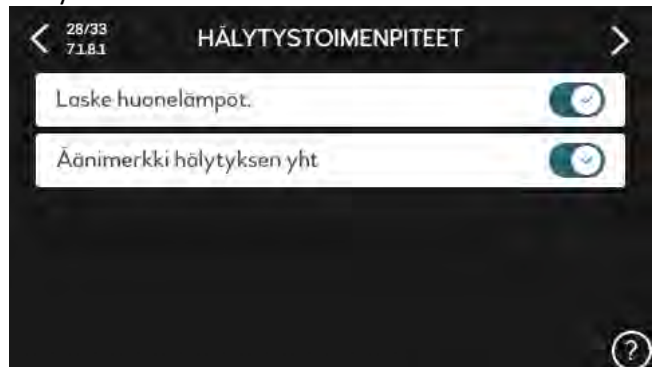 28/33
7.1.8.1
HÄLYTYSTOIMENPITEET
Laske huonelämpöt.
Äänimerkki hälytyksen yht
?